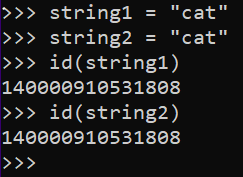 >>> string1 = "cat"
>>> string2 = "cat"
>>> id(string1)
140000910531808
>>> id(string2)
140000910531808
>>>